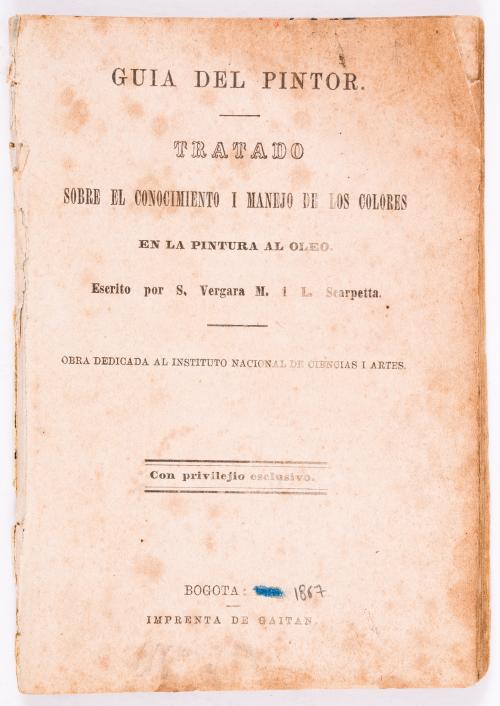 GUIA DEL PINTOR.
TRATADO
SOBRE EL CONOCIMIENTO I MANEJO DE LOS COLORES
EN LA PINTURA AL OLEO.
Escrito por S. Vergara M. i L. Scarpetta.
OBRA DEDICADA AL INSTITUTO NACIONAL DE CIENCIAS I ARTES.
Con privilejio esclusivo.
BOGOTA: 1867
IMPRENTA DE GAITAN.